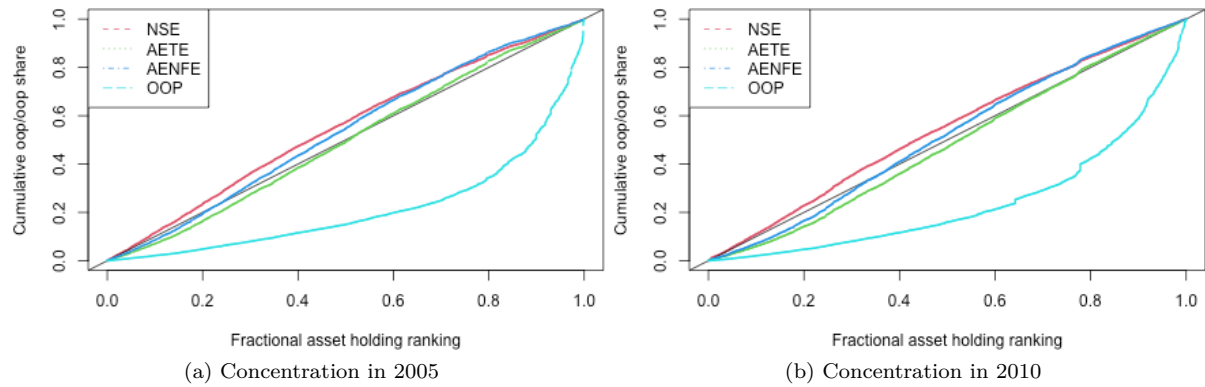 NSE
AETE
AENFE
OOP
Cumulative oop/oop share
0.0 0.2 0.4 0.6 0.8 1.0
0.0 0.2 0.4 0.6 0.8 1.0
Fractional asset holding ranking
(a) Concentration in 2005
NSE
AETE
AENFE
OOP
Cumulative oop/oop share
0.0 0.2 0.4 0.6 0.8 1.0
0.0 0.2 0.4 0.6 0.8 1.0
Fractional asset holding ranking
(b) Concentration in 2010